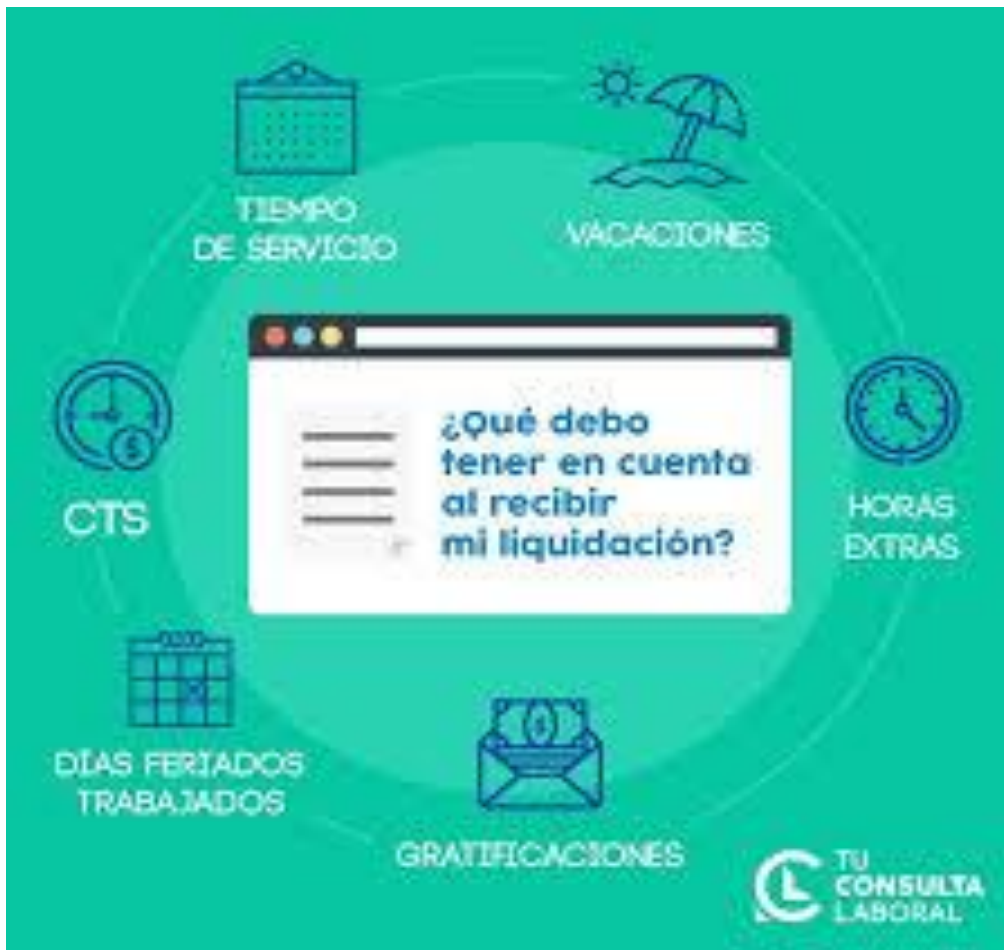 TIEMPO
DE SERVICIO
VACACIONES
¿Qué debo
tener en cuenta
al recibir
mi liquidación?
CTS
$
HORAS
EXTRAS
DÍAS FERIADOS
TRABAJADOS
$
GRATIFICACIONES
CL
TU
CONSULTA
LABORAL